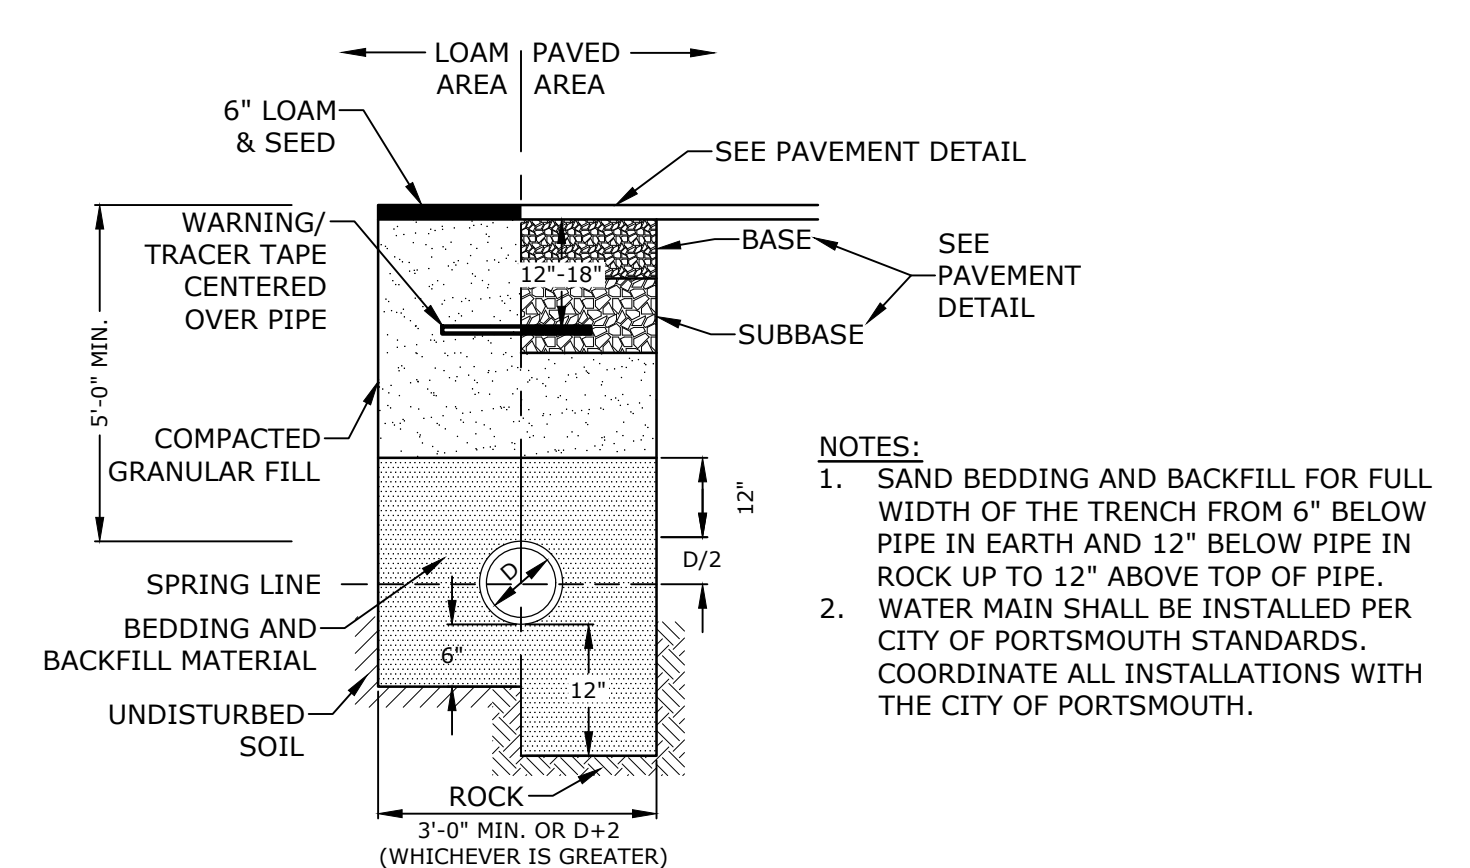 LOAM AREA
PAVED AREA
6" LOAM
& SEED
SEE PAVEMENT DETAIL
WARNING/
TRACER TAPE
CENTERED
OVER PIPE
BASE
SEE
PAVEMENT
DETAIL
12"-18"
SUBBASE
5'-0" MIN.
COMPACTED
GRANULAR FILL
12"
D/2
D
SPRING LINE
BEDDING AND
BACKFILL MATERIAL
6"
12"
UNDISTURBED
SOIL
ROCK
3'-0" MIN. OR D+2
(WHICHEVER IS GREATER)
NOTES:
1. SAND BEDDING AND BACKFILL FOR FULL
WIDTH OF THE TRENCH FROM 6" BELOW
PIPE IN EARTH AND 12" BELOW PIPE IN
ROCK UP TO 12" ABOVE TOP OF PIPE.
2. WATER MAIN SHALL BE INSTALLED PER
CITY OF PORTSMOUTH STANDARDS.
COORDINATE ALL INSTALLATIONS WITH
THE CITY OF PORTSMOUTH.